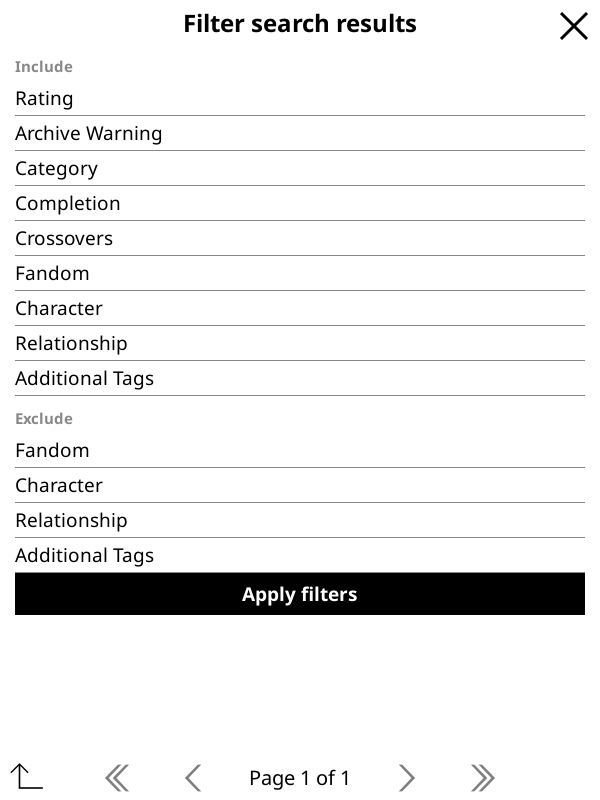 Filter search results
Include
Rating
Archive Warning
Category
Completion
Crossovers
Fandom
Character
Relationship
Additional Tags
Exclude
Fandom
Character
Relationship
Additional Tags
Apply filters
Page 1 of 1